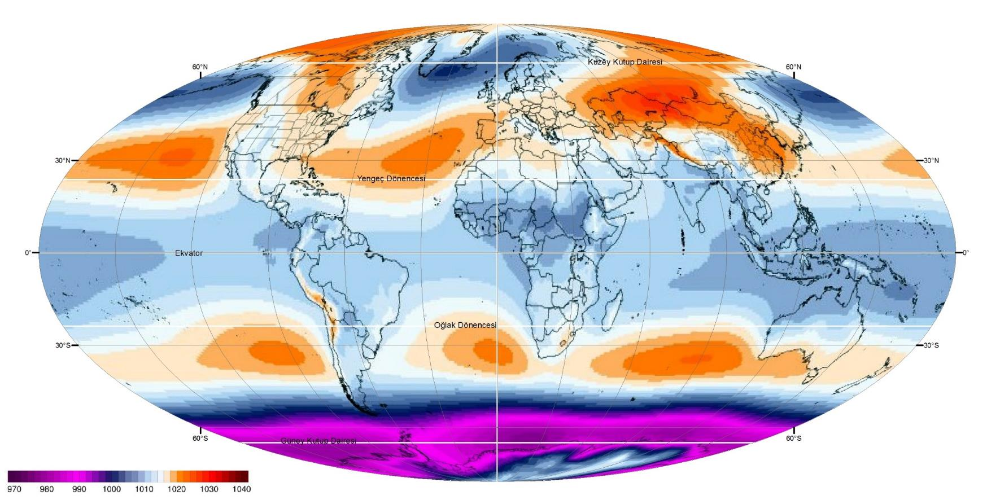 Kuzey Kutup Dairesi
60°N
60°N
30°N
30°N
Yengeç Dönencesi
0°
Ekvator
0°
Oğlak Dönencesi
30°S
30°S
60°S
60°S
Güney Kutup Dairesi
970 980 990 1000 1010 1020 1030 1040